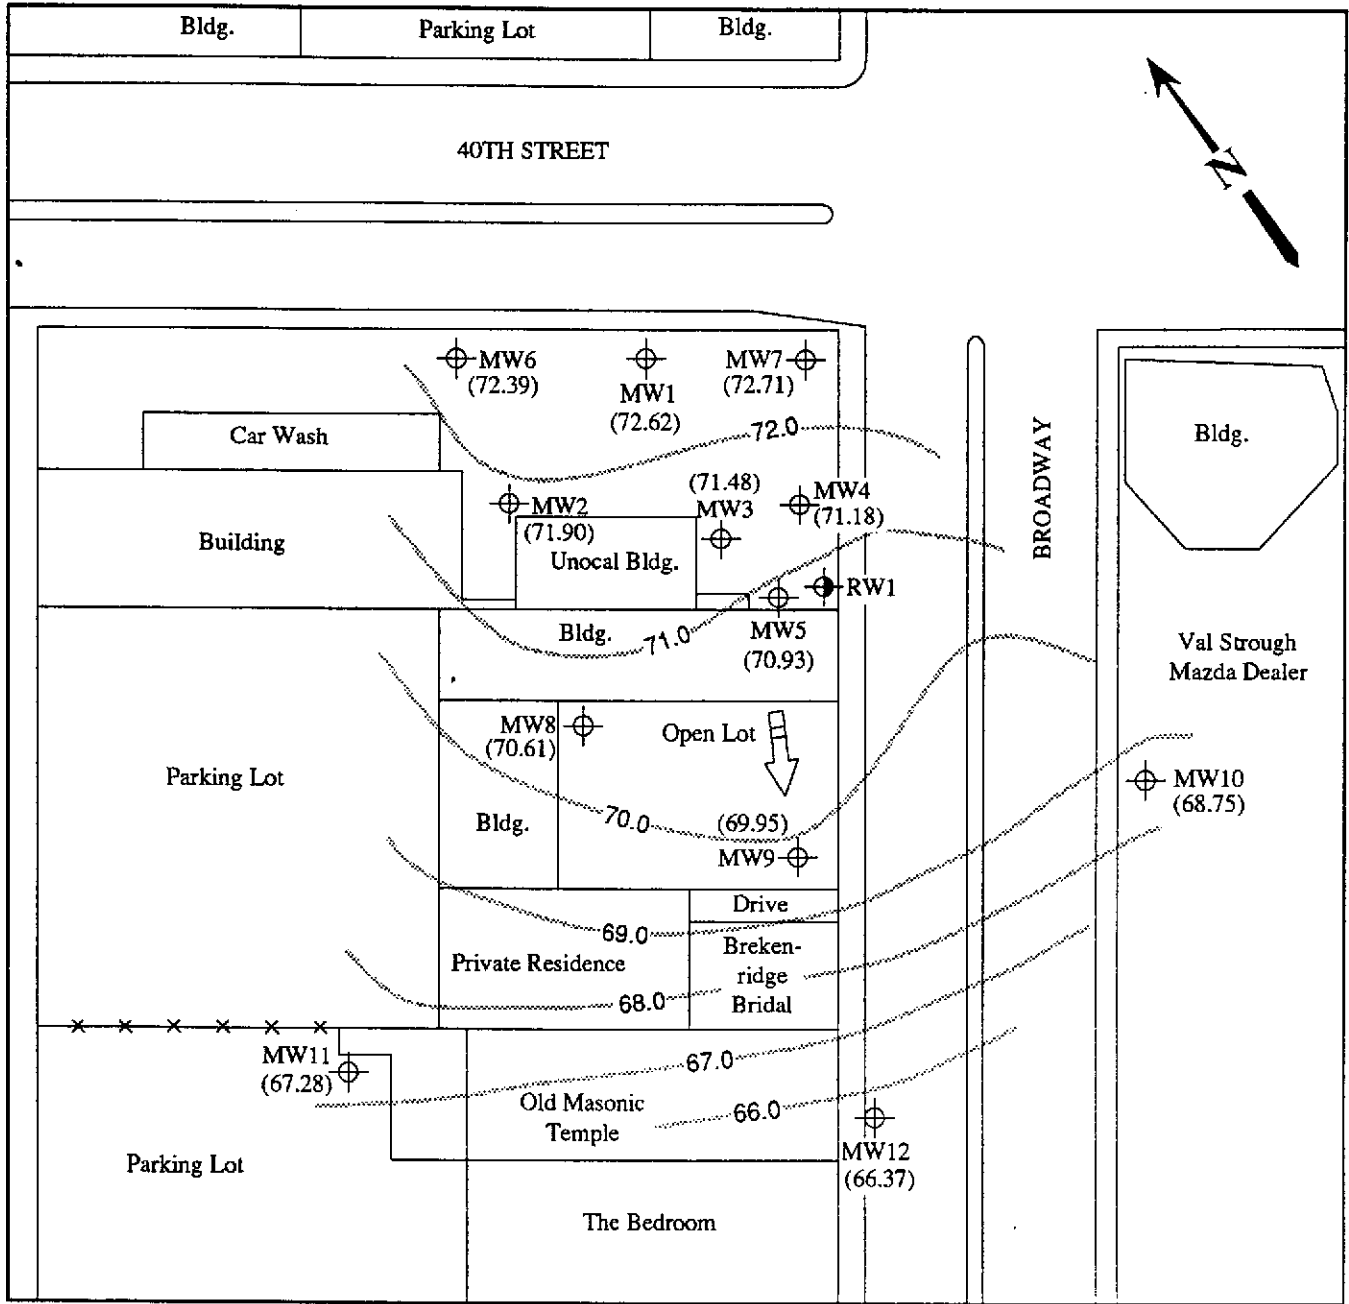 Bldg.
Parking Lot
Bldg.
40TH STREET
N
MW6
(72.39)
MW1
(72.62)
MW7
(72.71)
Car Wash
72.0
BROADWAY
Bldg.
(71.48)
MW3
MW4
(71.18)
MW2
(71.90)
Building
Unocal Bldg.
RW1
Bldg.
71.0
MW5
(70.93)
Val Strough
Mazda Dealer
MW8
(70.61)
Open Lot
Parking Lot
MW10
(68.75)
Bldg.
70.0
(69.95)
MW9
Drive
69.0
Private Residence
Breken-
ridge
Bridal
68.0
MW11
(67.28)
67.0
Old Masonic
Temple
66.0
MW12
(66.37)
Parking Lot
The Bedroom